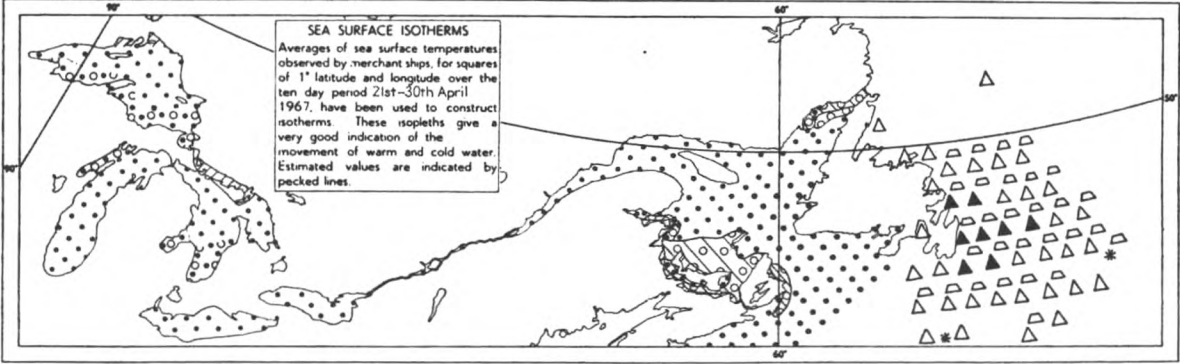 90°
60°
SEA SURFACE ISOTHERMS
Averages of sea surface temperatures
observed by merchant ships, for squares
of 1° latitude and longitude over the
ten day period 21st-30th April
1967, have been used to construct
isotherms. These isopleths give a
very good indication of the
movement of warm and cold water.
Estimated values are indicated by
pecked lines.
50°
90°
60°